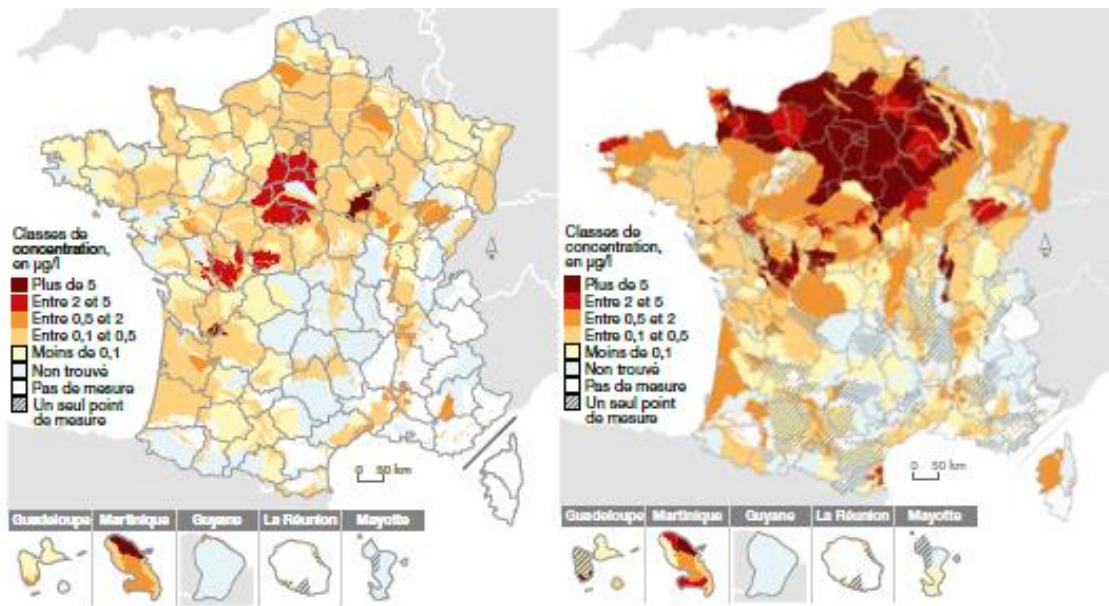 Classes de
concentration,
en µg/l
Plus de 5
Entre 2 et 5
Entre 0,5 et 2
Entre 0,1 et 0,5
Moins de 0,1
Non trouvé
Pas de mesure
Un seul point
de mesure
0 50 km
Guadeloupe Martinique Guyane La Réunion Mayotte
Classes de
concentration,
en µg/l
Plus de 5
Entre 2 et 5
Entre 0,5 et 2
Entre 0,1 et 0,5
Moins de 0,1
Non trouvé
Pas de mesure
Un seul point
de mesure
0 50 km
Guadeloupe Martinique Guyane La Réunion Mayotte